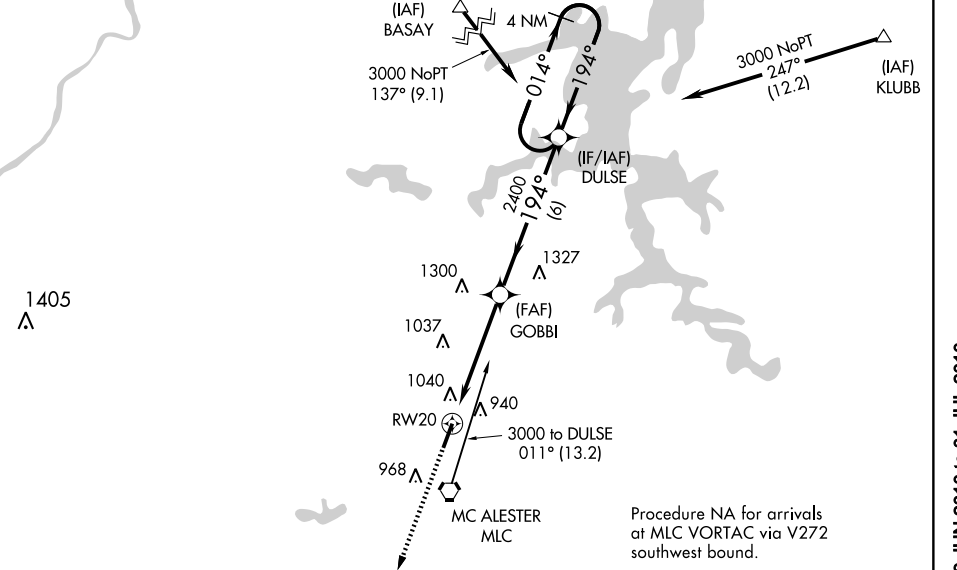 (IAF)
BASAY
4 NM
3000 NoPT
137° (9.1)
014°
194°
3000 NoPT
247°
(12.2)
(IAF)
KLUBB
(IF/IAF)
DULSE
2400
194°
(6)
1327
1300
(FAF)
GOBBI
1405
1037
1040
940
RW20
3000 to DULSE
011° (13.2)
968
MC ALESTER
MLC
Procedure NA for arrivals
at MLC VORTAC via V272
southwest bound.